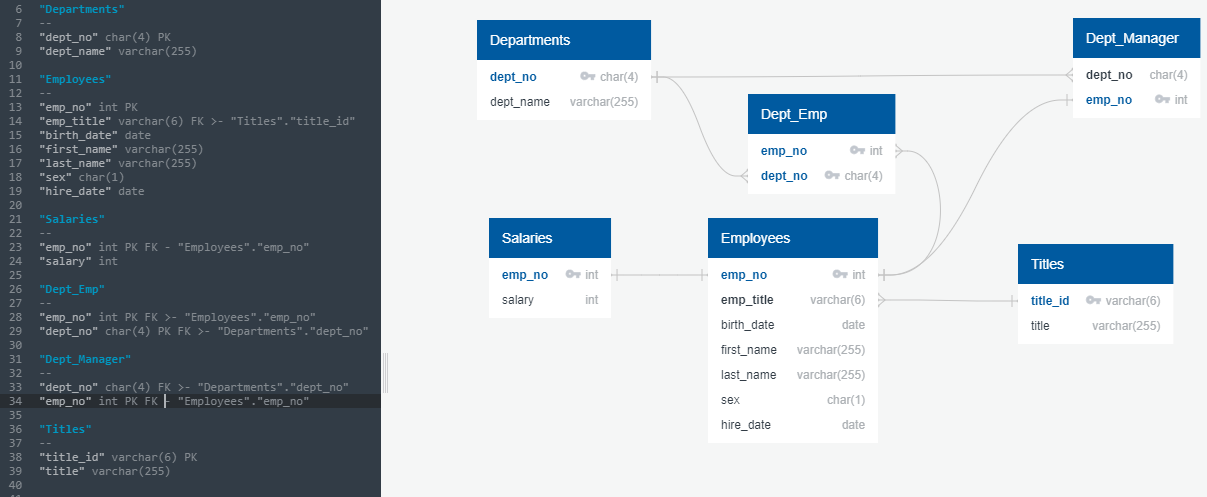 6 "Departments"
7 --
8 "dept_no" char(4) PK
9 "dept_name" varchar(255)
10
11 "Employees"
12 --
13 "emp_no" int PK
14 "emp_title" varchar(6) FK >- "Titles"."title_id"
15 "birth_date" date
16 "first_name" varchar(255)
17 "last_name" varchar(255)
18 "sex" char(1)
19 "hire_date" date
20
21 "Salaries"
22 --
23 "emp_no" int PK FK - "Employees"."emp_no"
24 "salary" int
25
26 "Dept_Emp"
27 --
28 "emp_no" int PK FK >- "Employees"."emp_no"
29 "dept_no" char(4) PK FK >- "Departments"."dept_no"
30
31 "Dept_Manager"
32 --
33 "dept_no" char(4) FK >- "Departments"."dept_no"
34 "emp_no" int PK FK - "Employees"."emp_no"
35
36 "Titles"
37 --
38 "title_id" varchar(6) PK
39 "title" varchar(255)
40
Departments
dept_no char(4)
dept_name varchar(255)
Dept_Manager
dept_no char(4)
emp_no int
Dept_Emp
emp_no int
dept_no char(4)
Salaries
emp_no int
salary int
Employees
emp_no int
emp_title varchar(6)
birth_date date
first_name varchar(255)
last_name varchar(255)
sex char(1)
hire_date date
Titles
title_id varchar(6)
title varchar(255)